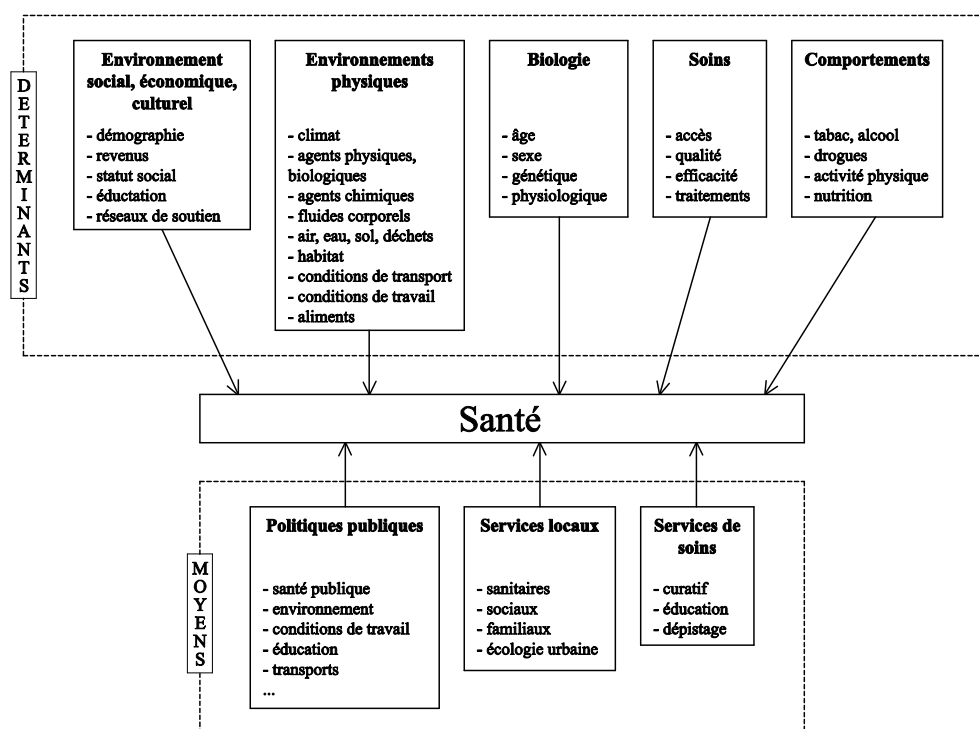 DETERMINANTS
Environnement
social, économique,
culturel
- démographie
- revenus
- statut social
- éductation
- réseaux de soutien
Environnements
physiques
- climat
- agents physiques,
biologiques
- agents chimiques
- fluides corporels
- air, eau, sol, déchets
- habitat
- conditions de transport
- conditions de travail
- aliments
Biologie
- âge
- sexe
- génétique
- physiologique
Soins
- accès
- qualité
- efficacité
- traitements
Comportements
- tabac, alcool
- drogues
- activité physique
- nutrition
Santé
MOYENS
Politiques publiques
- santé publique
- environnement
- conditions de travail
- éducation
- transports
...
Services locaux
- sanitaires
- sociaux
- familiaux
- écologie urbaine
Services de
soins
- curatif
- éducation
- dépistage